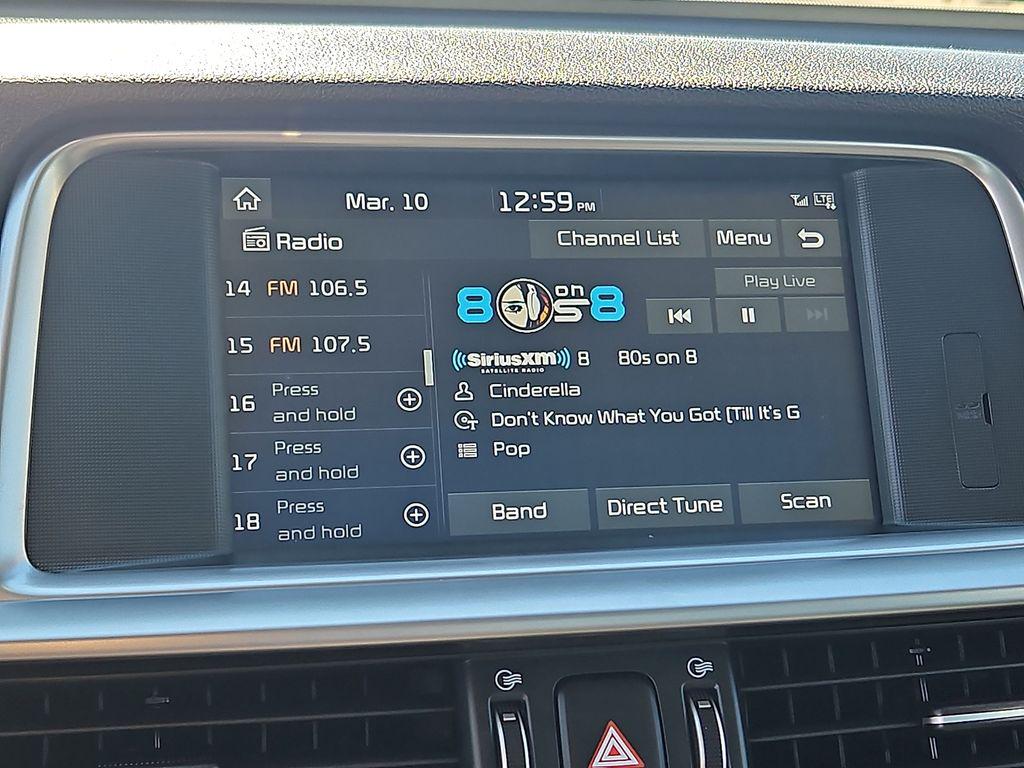 Mar. 10
12:59 PM
LTE
Radio
Channel List
Menu
14 FM 106.5
15 FM 107.5
16 Press and hold
17 Press and hold
18 Press and hold
Play Live
80s on 8
SiriusXM
SATELLITE RADIO
8 80s on 8
Cinderella
Don't Know What You Got (Till It's G
Pop
Band
Direct Tune
Scan